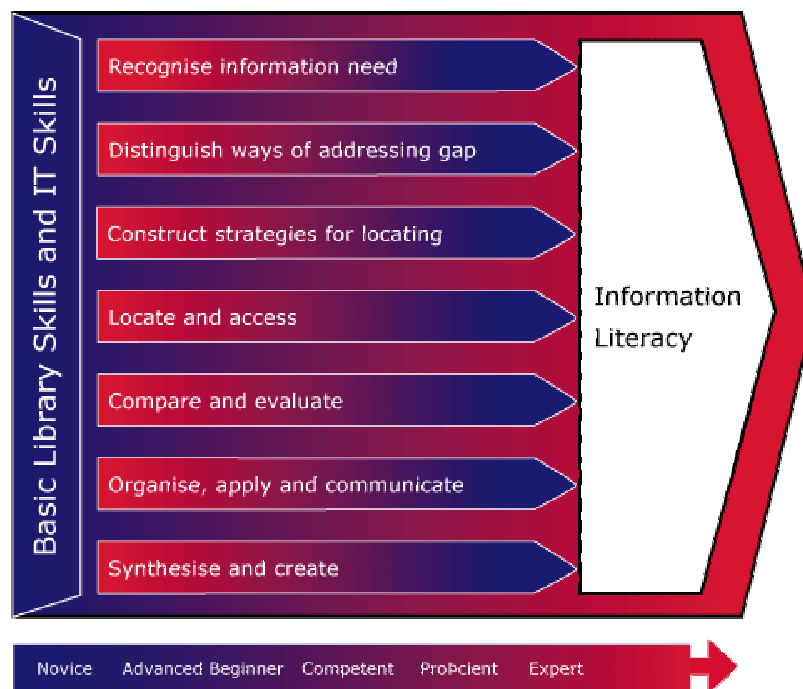 Basic Library Skills and IT Skills
Recognise information need
Distinguish ways of addressing gap
Construct strategies for locating
Locate and access
Compare and evaluate
Organise, apply and communicate
Synthesise and create
Information
Literacy
Novice Advanced Beginner Competent ProÞcient Expert